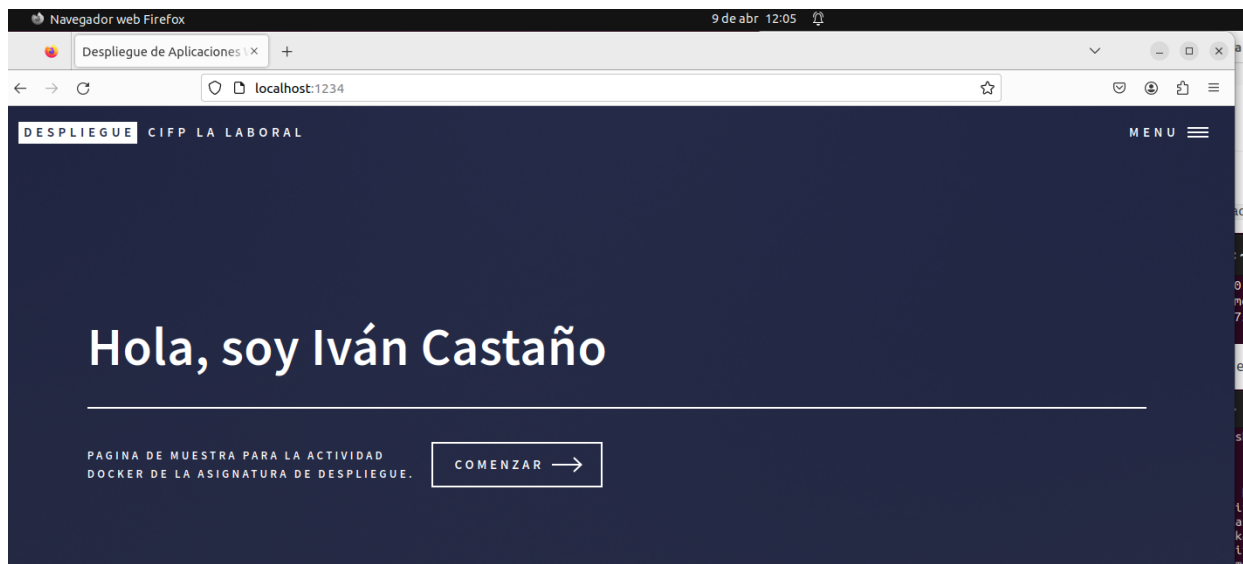 Navegador web Firefox
9 de abr 12:05
Despliegue de Aplicaciones
localhost:1234
DESPLIEGUE CIFP LA LABORAL
MENU
Hola, soy Iván Castaño
PAGINA DE MUESTRA PARA LA ACTIVIDAD
DOCKER DE LA ASIGNATURA DE DESPLIEGUE.
COMENZAR